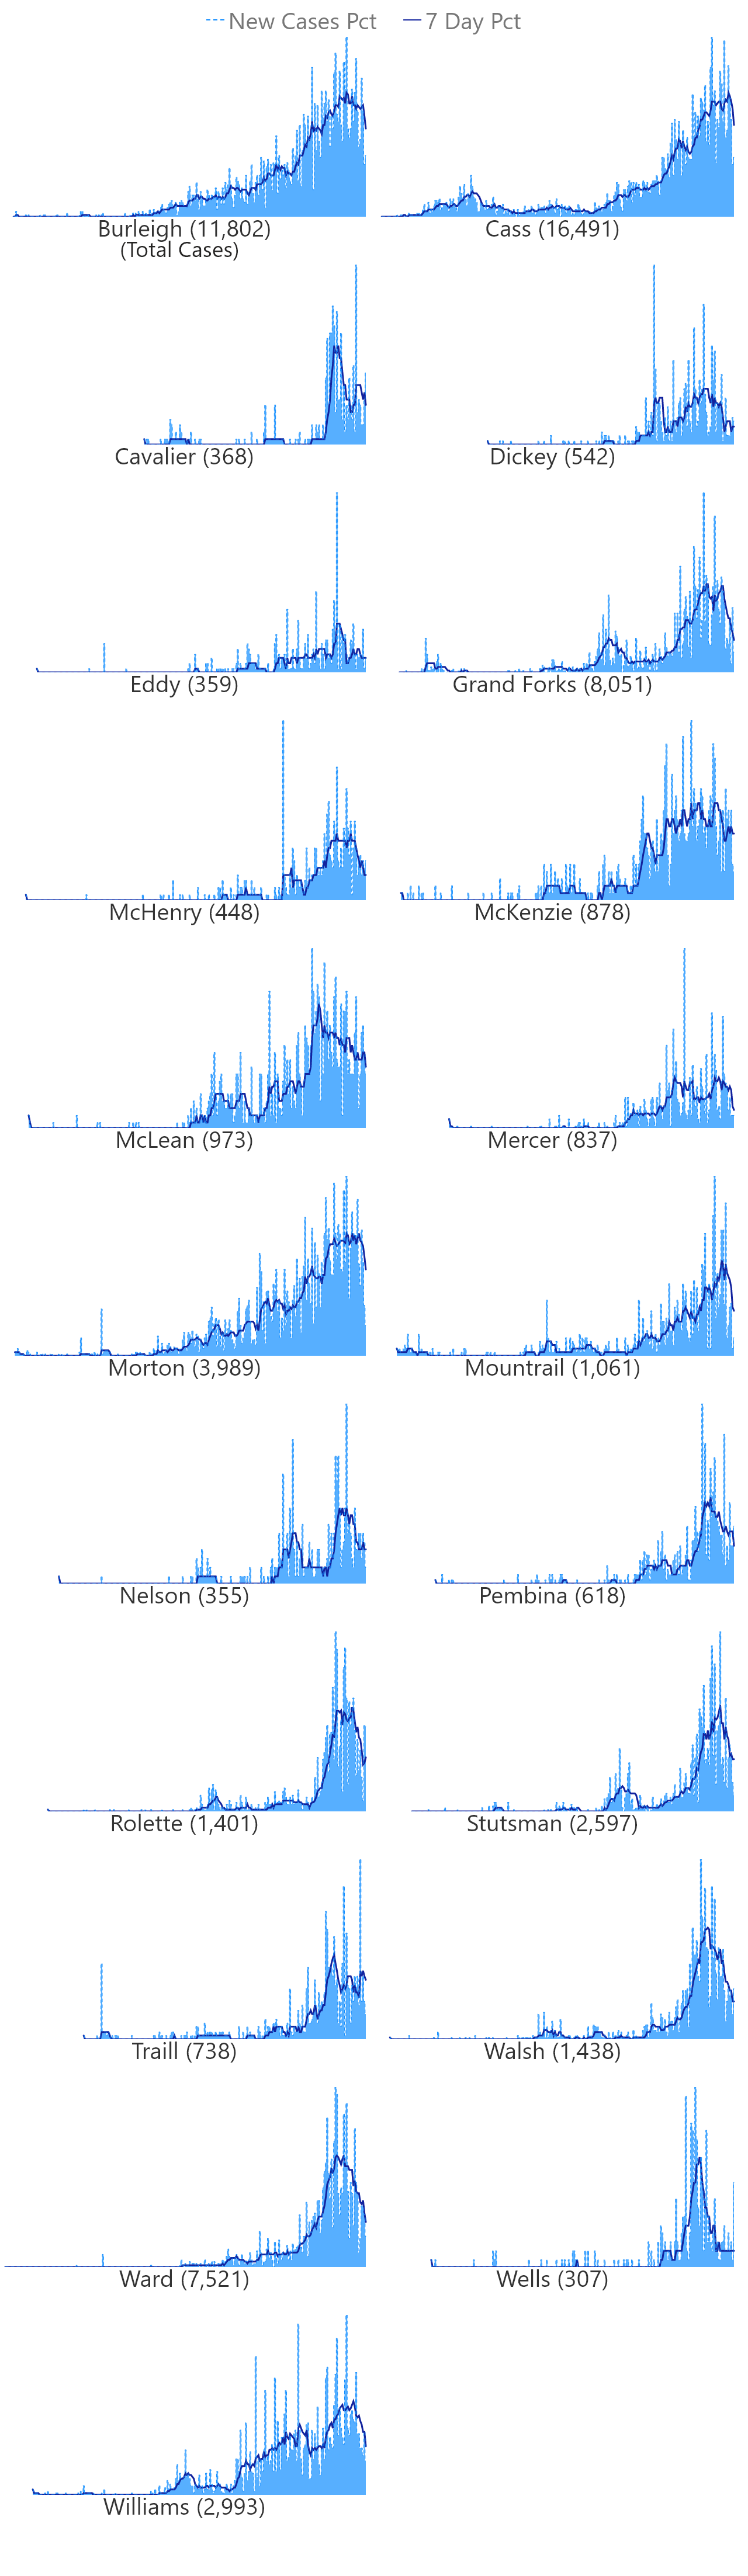 New Cases Pct 7 Day Pct
Burleigh (11,802)
(Total Cases)
Cass (16,491)
Cavalier (368)
Dickey (542)
Eddy (359)
Grand Forks (8,051)
McHenry (448)
McKenzie (878)
McLean (973)
Mercer (837)
Morton (3,989)
Mountrail (1,061)
Nelson (355)
Pembina (618)
Rolette (1,401)
Stutsman (2,597)
Traill (738)
Walsh (1,438)
Ward (7,521)
Wells (307)
Williams (2,993)